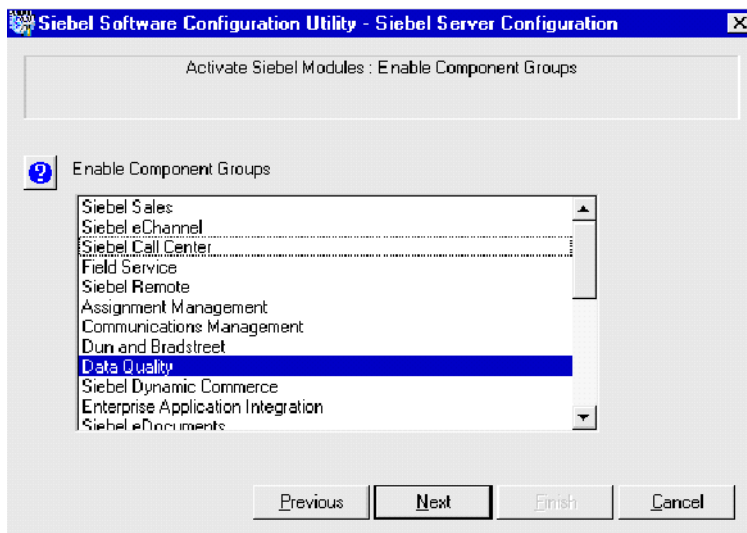 Siebel Software Configuration Utility - Siebel Server Configuration
Activate Siebel Modules : Enable Component Groups
Enable Component Groups
Siebel Sales
Siebel eChannel
Siebel Call Center
Field Service
Siebel Remote
Assignment Management
Communications Management
Dun and Bradstreet
Data Quality
Siebel Dynamic Commerce
Enterprise Application Integration
Siebel eDocuments
Previous Next Finish Cancel